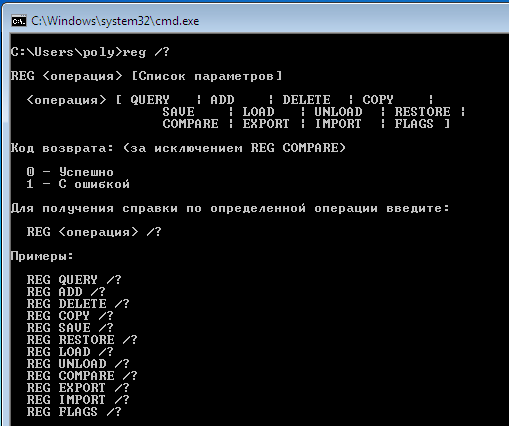 C:\Windows\system32\cmd.exe
C:\Users\poly>reg /?
REG <операция> [Список параметров]
<операция> [ QUERY ¦ ADD ¦ DELETE ¦ COPY ¦
SAVE ¦ LOAD ¦ UNLOAD ¦ RESTORE ¦
COMPARE ¦ EXPORT ¦ IMPORT ¦ FLAGS ]
Код возврата: (за исключением REG COMPARE)
0 - Успешно
1 - С ошибкой
Для получения справки по определенной операции введите:
REG <операция> /?
Примеры:
REG QUERY /?
REG ADD /?
REG DELETE /?
REG COPY /?
REG SAVE /?
REG RESTORE /?
REG LOAD /?
REG UNLOAD /?
REG COMPARE /?
REG EXPORT /?
REG IMPORT /?
REG FLAGS /?